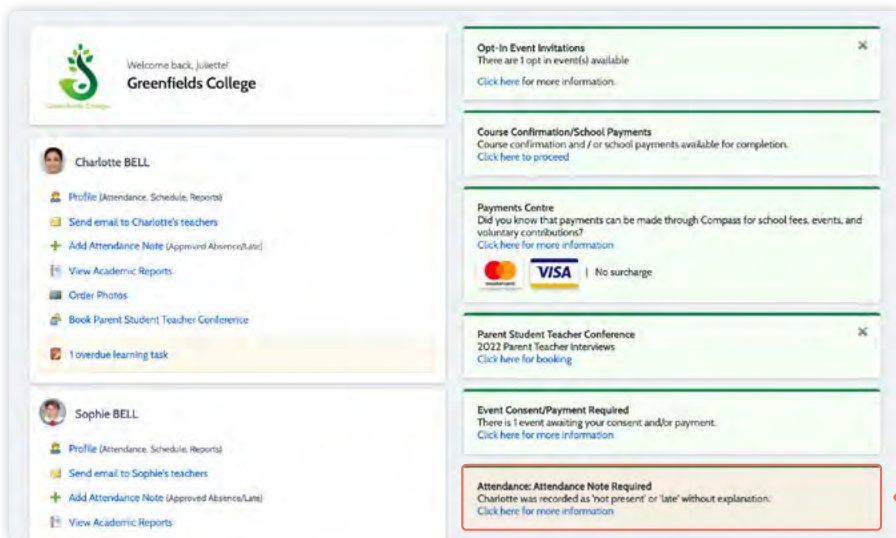 Welcome back, Juliette!
Greenfields College
Charlotte BELL
Profile (Attendance, Schedule, Reports)
Send email to Charlotte's teachers
Add Attendance Note (Approved Absence/Late)
View Academic Reports
Order Photos
Book Parent Student Teacher Conference
1 overdue learning task
Sophie BELL
Profile (Attendance, Schedule, Reports)
Send email to Sophie's teachers
Add Attendance Note (Approved Absence/Late)
View Academic Reports
Opt-In Event Invitations
There are 1 opt in event(s) available
Click here for more information.
Course Confirmation/School Payments
Course confirmation and / or school payments available for completion.
Click here to proceed
Payments Centre
Did you know that payments can be made through Compass for school fees, events, and
voluntary contributions?
Click here for more information
mastercard VISA | No surcharge
Parent Student Teacher Conference
2022 Parent Teacher Interviews
Click here for booking
Event Consent/Payment Required
There is 1 event awaiting your consent and/or payment.
Click here for more information
Attendance: Attendance Note Required
Charlotte was recorded as 'not present' or 'late' without explanation.
Click here for more information